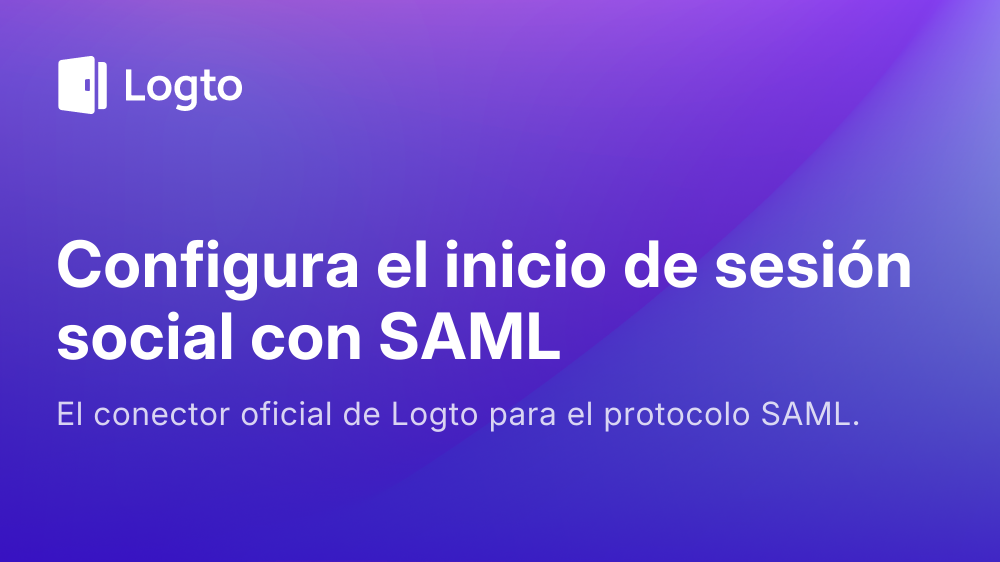 Logto
Configura el inicio de sesión
social con SAML
El conector oficial de Logto para el protocolo SAML.